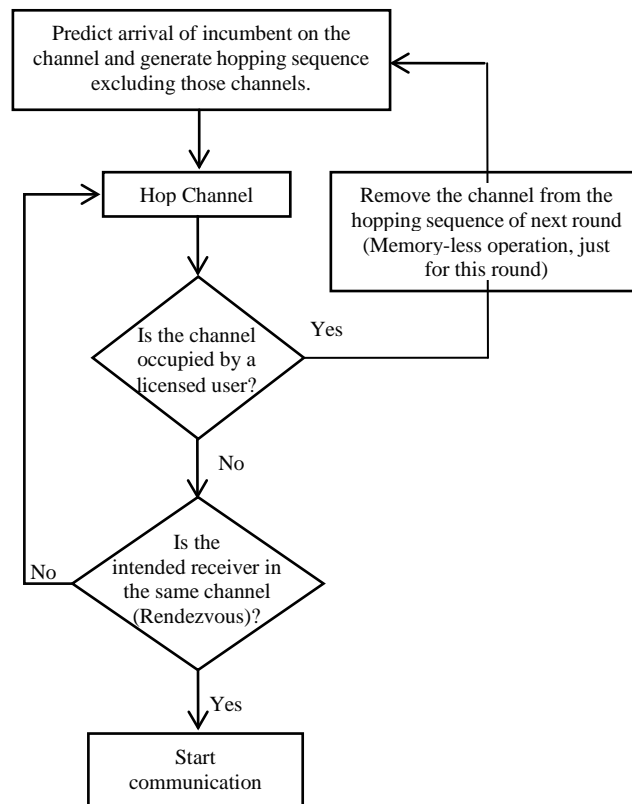 Predict arrival of incumbent on the
channel and generate hopping sequence
excluding those channels.
Hop Channel
Remove the channel from the
hopping sequence of next round
(Memory-less operation, just
for this round)
Is the channel
occupied by a
licensed user?
Yes
No
Is the
intended receiver in
the same channel
(Rendezvous)?
No
Yes
Start
communication